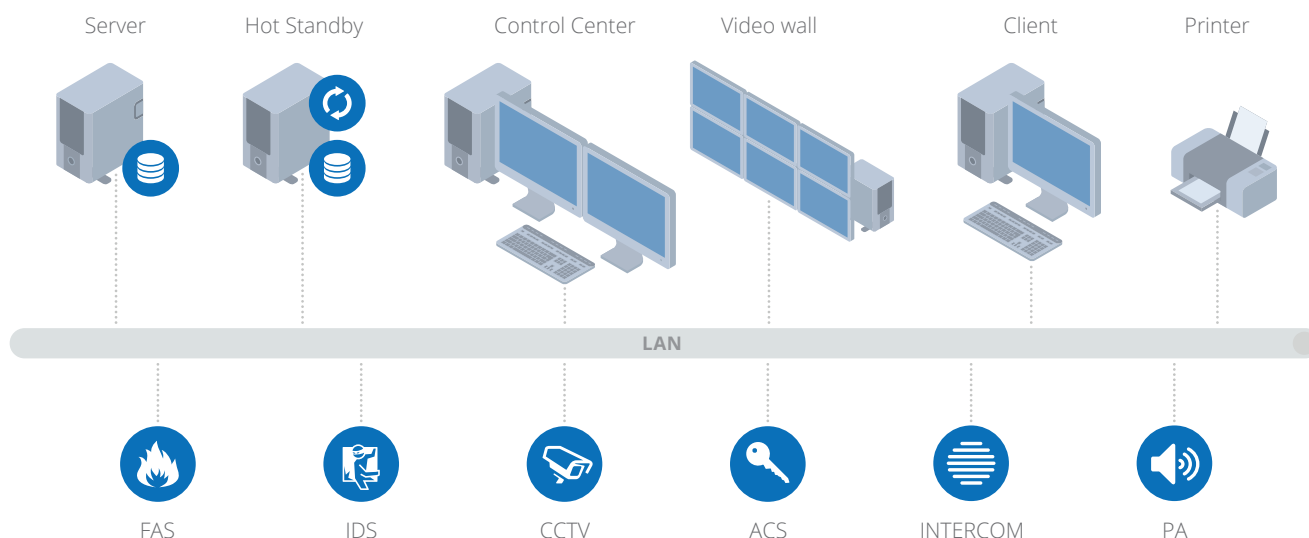 Server
Hot Standby
Control Center
Video wall
Client
Printer
LAN
FAS
IDS
CCTV
ACS
INTERCOM
PA